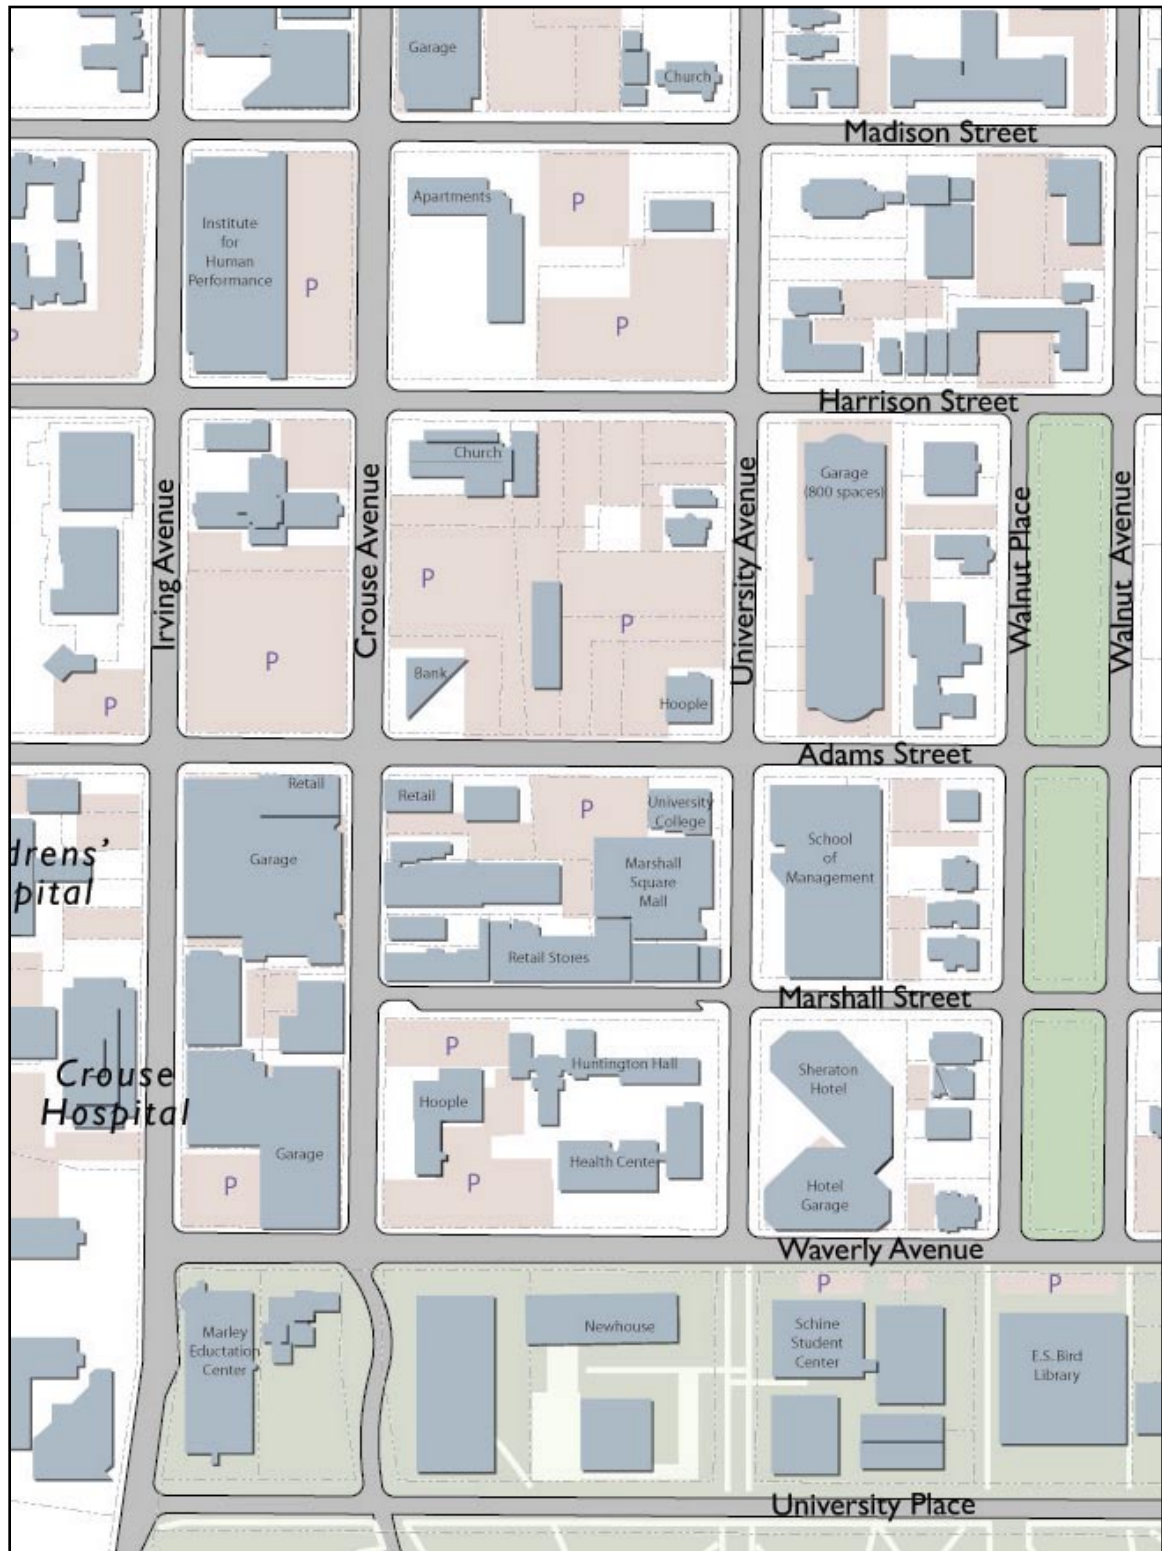 Garage
Church
Madison Street
Apartments
P
Institute
for
Human
Performance
P
P
P
Harrison Street
Church
Garage
(800 spaces)
Irving Avenue
Crouse Avenue
University Avenue
Walnut Place
Walnut Avenue
P
P
P
P
Bank
Hoople
Adams Street
Retail
Retail
P
University
College
Garage
Marshall
Square
Mall
School
of
Management
drens'
pital
Retail Stores
Marshall Street
P
Huntington Hall
Sheraton
Hotel
Crouse
Hospital
Hoople
Garage
Health Center
P
P
Hotel
Garage
Waverly Avenue
P
P
Marley
Eductation
Center
Newhouse
Schine
Student
Center
E.S. Bird
Library
University Place